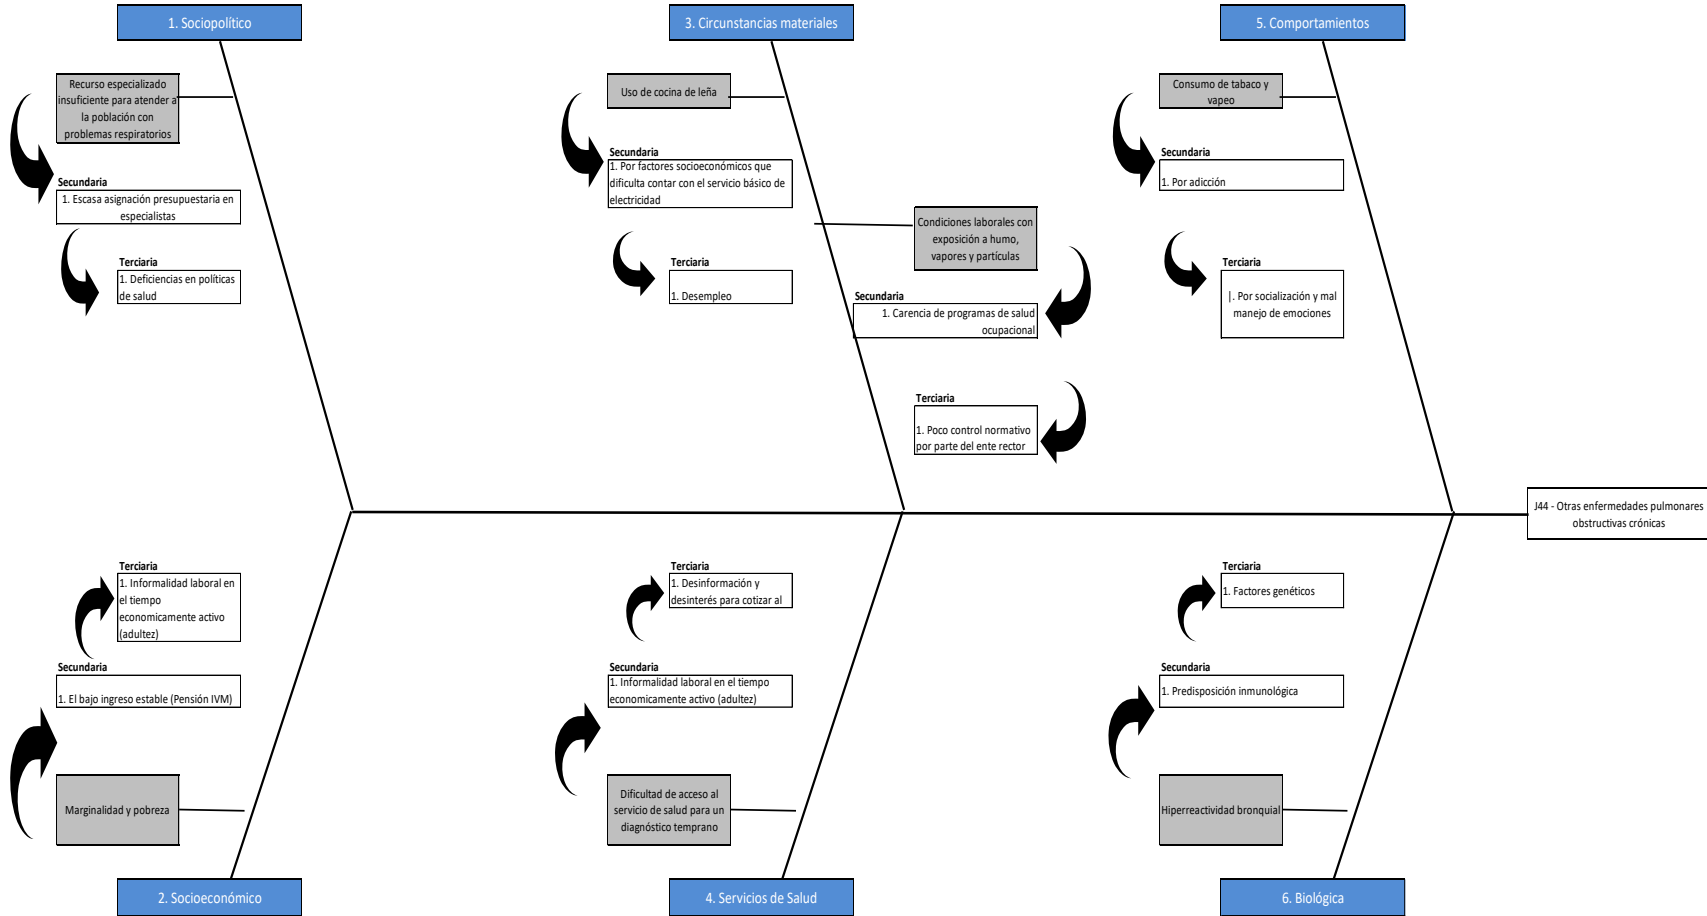 1. Sociopolítico
3. Circunstancias materiales
5. Comportamientos
Recurso especializado
insuficiente para atender a
la población con
problemas respiratorios
Secundaria
1. Escasa asignación presupuestaria en
especialistas
Terciaria
1. Deficiencias en políticas
de salud
Uso de cocina de leña
Secundaria
1. Por factores socioeconómicos que
dificulta contar con el servicio básico de
electricidad
Terciaria
1. Desempleo
Condiciones laborales con
exposición a humo,
vapores y partículas
Secundaria
1. Carencia de programas de salud
ocupacional
Terciaria
1. Poco control normativo
por parte del ente rector
Consumo de tabaco y
vapeo
Secundaria
1. Por adicción
Terciaria
|. Por socialización y mal
manejo de emociones
J44 - Otras enfermedades pulmonares
obstructivas crónicas
Terciaria
1. Informalidad laboral en
el tiempo
economicamente activo
(adultez)
Secundaria
1. El bajo ingreso estable (Pensión IVM)
Marginalidad y pobreza
Terciaria
1. Desinformación y
desinterés para cotizar al
Secundaria
1. Informalidad laboral en el tiempo
economicamente activo (adultez)
Dificultad de acceso al
servicio de salud para un
diagnóstico temprano
Terciaria
1. Factores genéticos
Secundaria
1. Predisposición inmunológica
Hiperreactividad bronquial
2. Socioeconómico
4. Servicios de Salud
6. Biológica